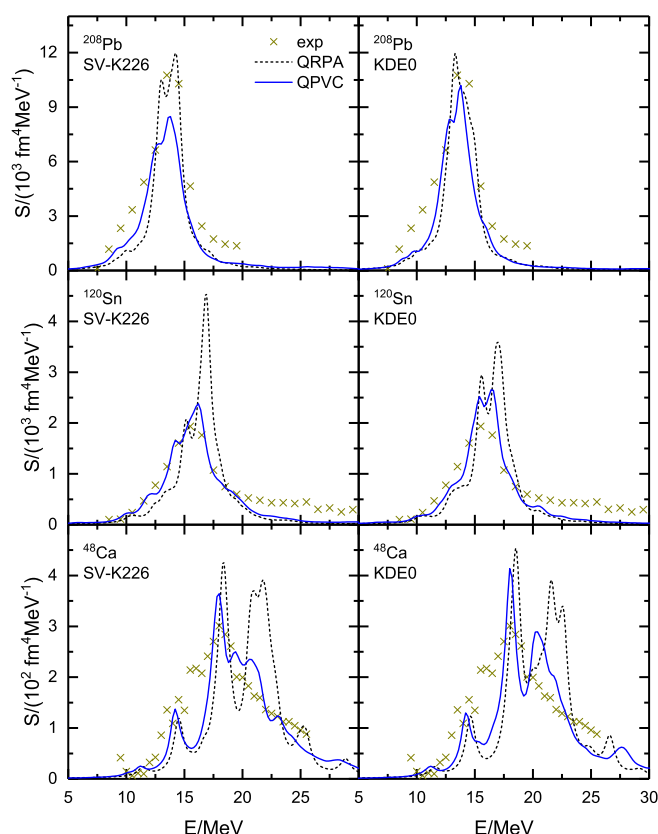 ²⁰⁸Pb
SV-K226
exp
QRPA
QPVC
²⁰⁸Pb
KDE0
S/(10³ fm⁴MeV⁻¹)
12
9
6
3
0
¹²⁰Sn
SV-K226
¹²⁰Sn
KDE0
S/(10³ fm⁴MeV⁻¹)
4
3
2
1
0
⁴⁸Ca
SV-K226
⁴⁸Ca
KDE0
S/(10² fm⁴MeV⁻¹)
4
3
2
1
0
5 10 15 20 25 5 10 15 20 25 30
E/MeV E/MeV